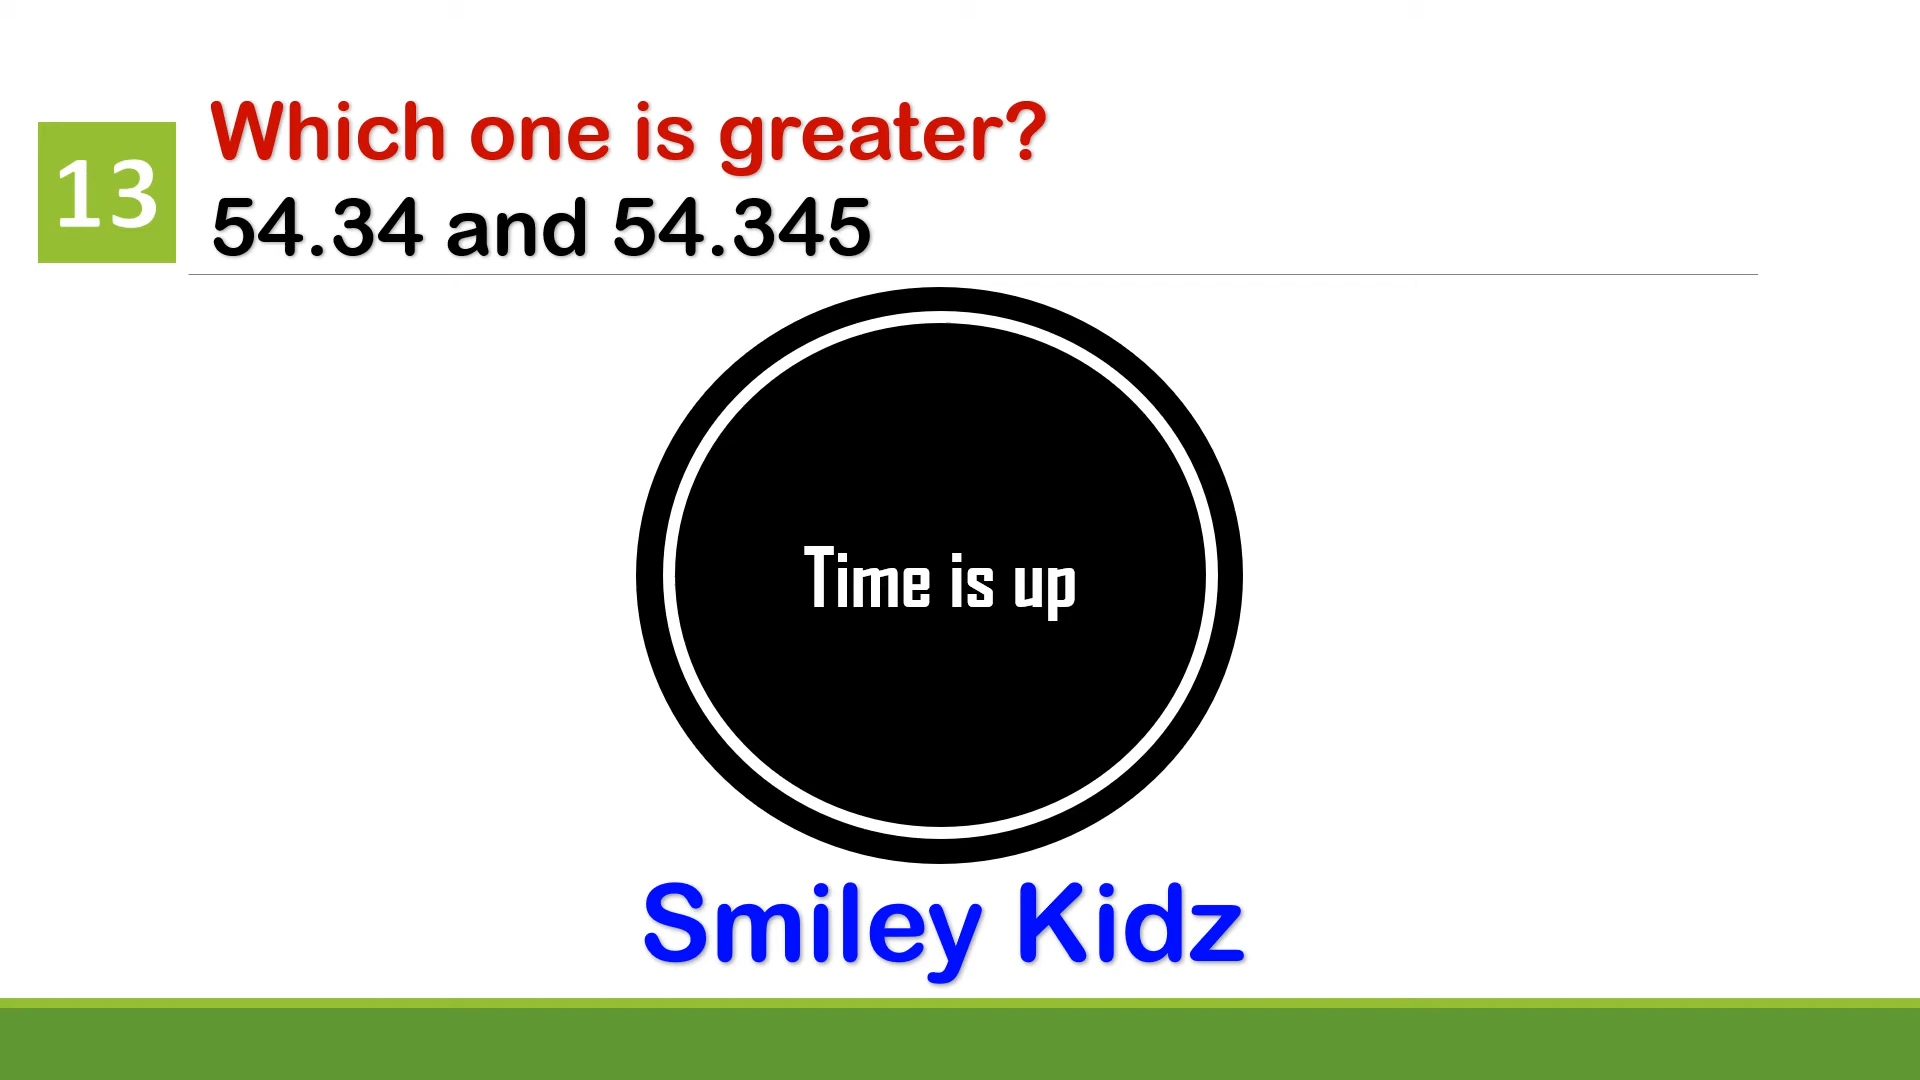 13
Which one is greater?
54.34 and 54.345
Time is up
Smiley Kidz